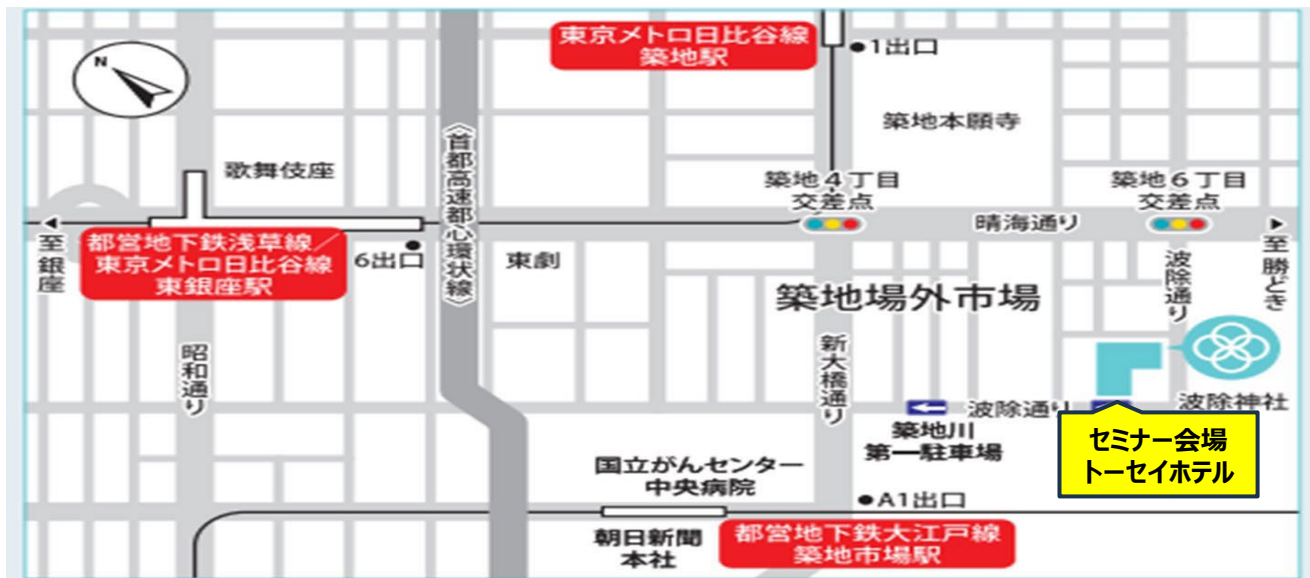 東京メトロ日比谷線
築地駅
●1出口
N
築地本願寺
歌舞伎座
〈首都高速都心環状線〉
築地4丁目
交差点
築地6丁目
交差点
晴海通り
至銀座
都営地下鉄浅草線／
東京メトロ日比谷線
東銀座駅
6出口
東劇
波除通り
至勝どき
築地場外市場
昭和通り
新大橋通り
波除通り
波除神社
築地川
第一駐車場
セミナー会場
トーセイホテル
国立がんセンター
中央病院
●A1出口
朝日新聞
本社
都営地下鉄大江戸線
築地市場駅